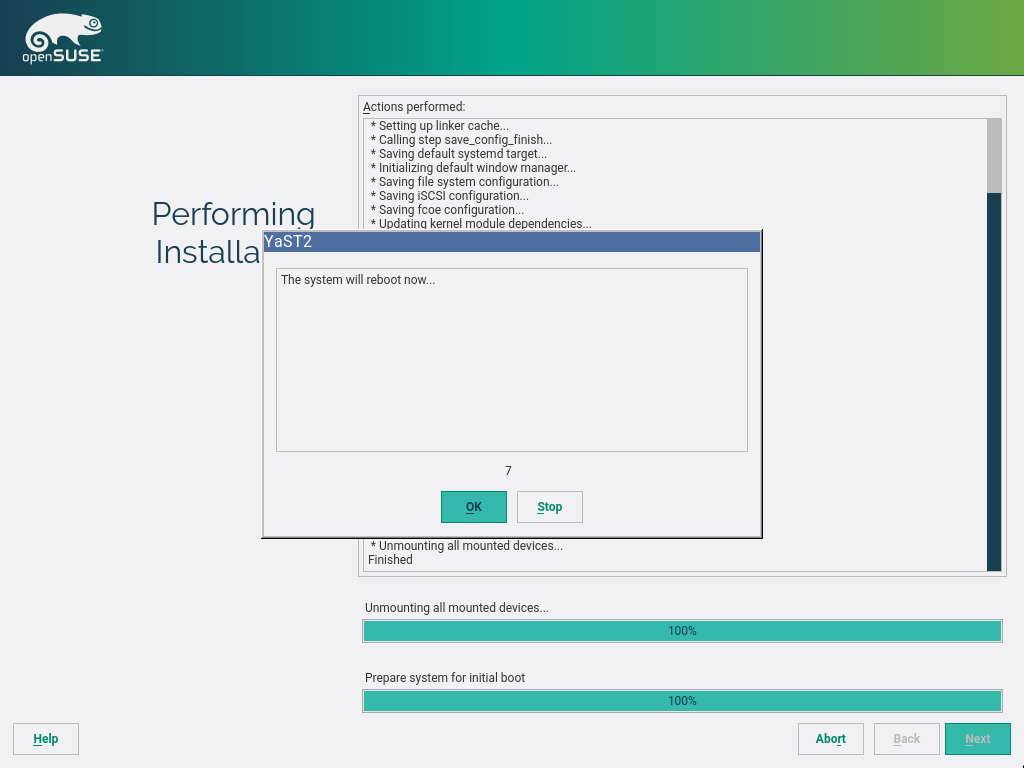 openSUSE
Actions performed:
* Setting up linker cache...
* Calling step save_config_finish...
* Saving default systemd target...
* Initializing default window manager...
* Saving file system configuration...
* Saving iSCSI configuration...
* Saving fcoe configuration...
* Updating kernel module dependencies...
Performing
Installa
YaST2
The system will reboot now...
7
OK
Stop
* Unmounting all mounted devices...
Finished
Unmounting all mounted devices...
100%
Prepare system for initial boot
100%
Help
Abort
Back
Next